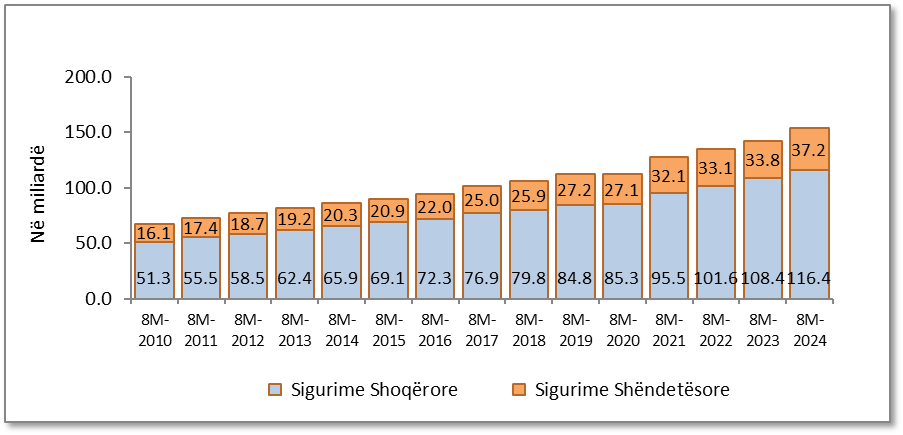 Në miliardë
200.0
150.0
100.0
50.0
0.0
16.1 17.4 18.7 19.2 20.3 20.9 22.0 25.0 25.9 27.2 27.1 32.1 33.1 33.8 37.2
51.3 55.5 58.5 62.4 65.9 69.1 72.3 76.9 79.8 84.8 85.3 95.5 101.6 108.4 116.4
8M- 8M- 8M- 8M- 8M- 8M- 8M- 8M- 8M- 8M- 8M- 8M- 8M- 8M- 8M-
2010 2011 2012 2013 2014 2015 2016 2017 2018 2019 2020 2021 2022 2023 2024
Sigurime Shoqërore Sigurime Shëndetësore